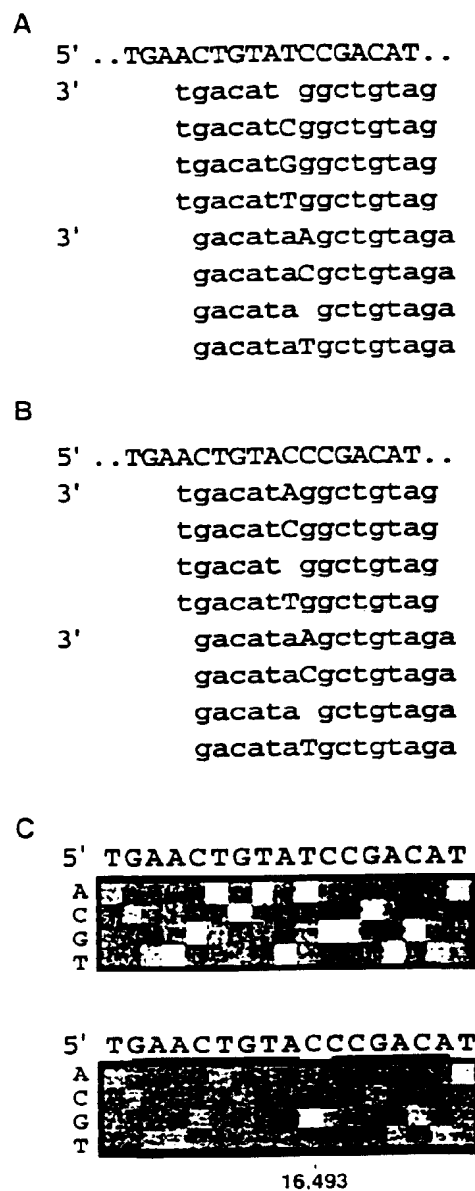 A
5' ..TGAACTGTATCCGACAT..
3' tgacat ggctgtag
tgacatCggctgtag
tgacatGggctgtag
tgacatTggctgtag
3' gacataAgctgtaga
gacataCgctgtaga
gacata gctgtaga
gacataTgctgtaga
B
5' ..TGAACTGTACCCGACAT..
3' tgacatAggctgtag
tgacatCggctgtag
tgacat ggctgtag
tgacatTggctgtag
3' gacataAgctgtaga
gacataCgctgtaga
gacata gctgtaga
gacataTgctgtaga
C
5' TGAACTGTATCCGACAT
A
C
G
T
5' TGAACTGTACCCGACAT
A
C
G
T
16,493